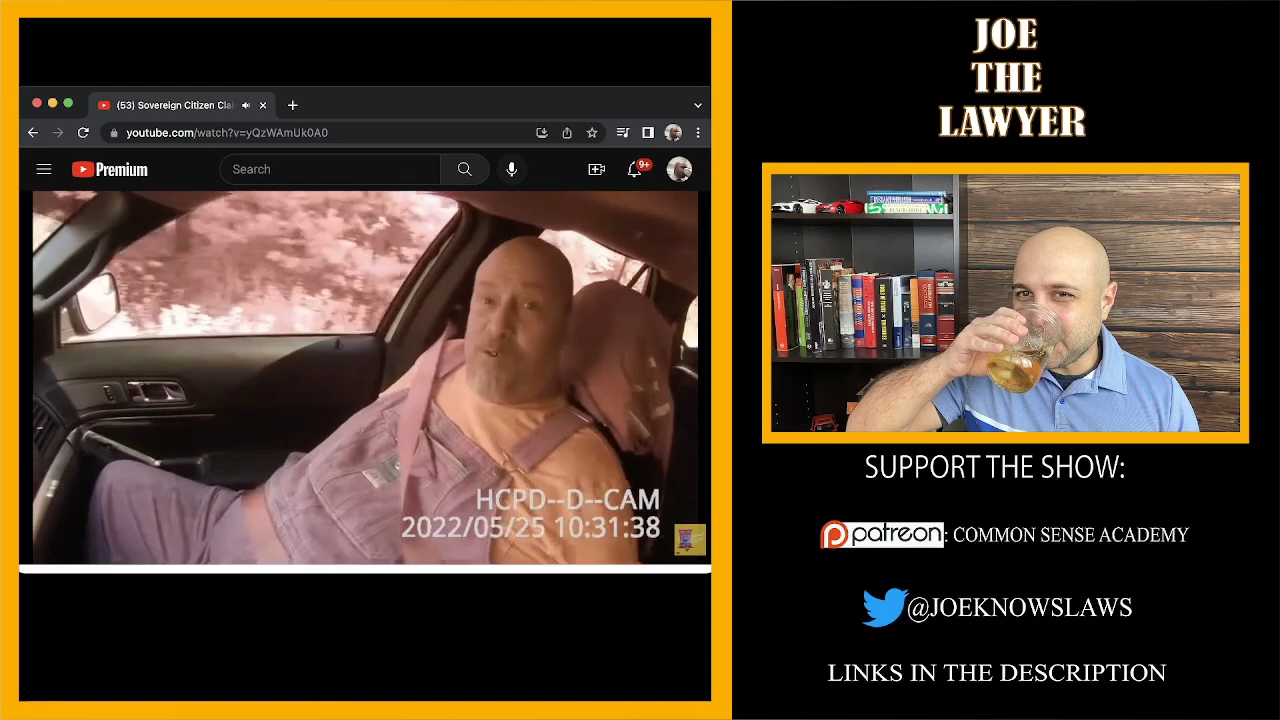 (53) Sovereign Citizen Clai
youtube.com/watch?v=yQzWAmUk0A0
Premium
Search
9+
HCPD--D--CAM
2022/05/25 10:31:38
JOE
THE
LAWYER
SUPPORT THE SHOW:
patreon: COMMON SENSE ACADEMY
@JOEKNOWSLAWS
LINKS IN THE DESCRIPTION